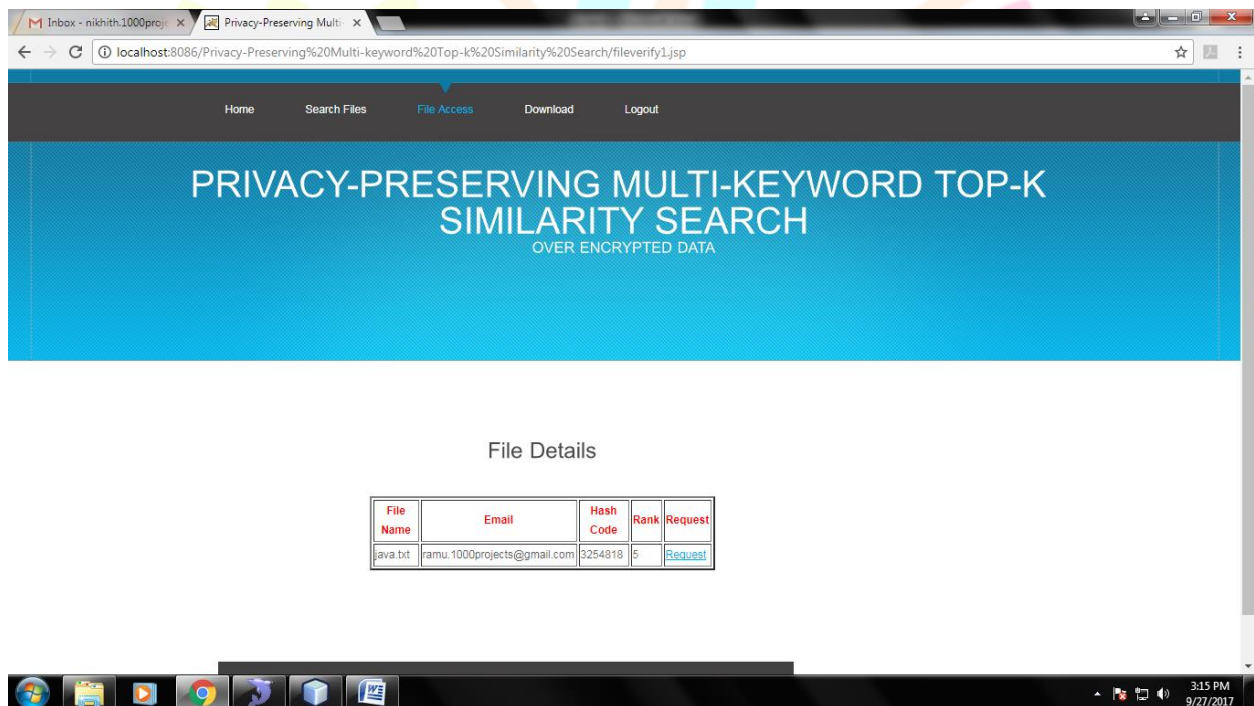 Inbox - nikhith.1000proje
Privacy-Preserving Multi-
localhost:8086/Privacy-Preserving%20Multi-keyword%20Top-k%20Similarity%20Search/fileverify1.jsp
Home Search Files File Access Download Logout
PRIVACY-PRESERVING MULTI-KEYWORD TOP-K
SIMILARITY SEARCH
OVER ENCRYPTED DATA
File Details
File Name Email Hash Code Rank Request
java.txt ramu.1000projects@gmail.com 3254818 5 Request
3:15 PM
9/27/2017